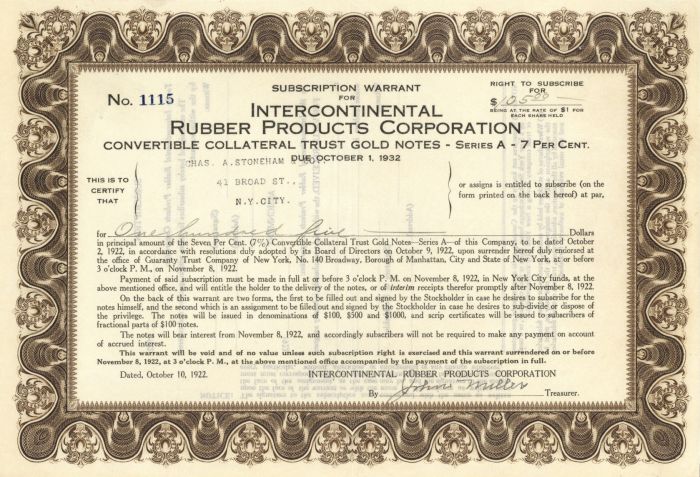 SUBSCRIPTION WARRANT
FOR
INTERCONTINENTAL
RUBBER PRODUCTS CORPORATION
CONVERTIBLE COLLATERAL TRUST GOLD NOTES - SERIES A - 7 PER CENT.
DUE OCTOBER 1, 1932
No. 1115
RIGHT TO SUBSCRIBE
FOR
$ 105.00
BEING AT THE RATE OF $1 FOR
EACH SHARE HELD
THIS IS TO
CERTIFY
THAT
CHAS. A.STONEHAM
41 BROAD ST.,
N.Y.CITY.
or assigns is entitled to subscribe (on the
form printed on the back hereof) at par,
for One hundred five Dollars
in principal amount of the Seven Per Cent. (7%) Convertible Collateral Trust Gold Notes—Series A—of this Company, to be dated October
2, 1922, in accordance with resolutions duly adopted by its Board of Directors on October 9, 1922, upon surrender hereof duly endorsed at
the office of Guaranty Trust Company of New York, No. 140 Broadway, Borough of Manhattan, City and State of New York, at or before
3 o'clock P. M., on November 8, 1922.
Payment of said subscription must be made in full at or before 3 o'clock P. M., on November 8, 1922, in New York City funds, at the
above mentioned office, and will entitle the holder to the delivery of the notes, or of interim receipts therefor promptly after November 8, 1922.
On the back of this warrant are two forms, the first to be filled out and signed by the Stockholder in case he desires to subscribe for the
notes himself, and the second which is an assignment to be filled out and signed by the Stockholder in case he desires to sub-divide or dispose of
the privilege. The notes will be issued in denominations of $100, $500 and $1000, and scrip certificates will be issued to subscribers of
fractional parts of $100 notes.
The notes will bear interest from November 8, 1922, and accordingly subscribers will not be required to make any payment on account
of accrued interest.
This warrant will be void and of no value unless such subscription right is exercised and this warrant surrendered on or before
November 8, 1922, at 3 o'clock P. M., at the above mentioned office accompanied by the payment of the subscription in full.
Dated, October 10, 1922.
INTERCONTINENTAL RUBBER PRODUCTS CORPORATION
By John Miller Treasurer.